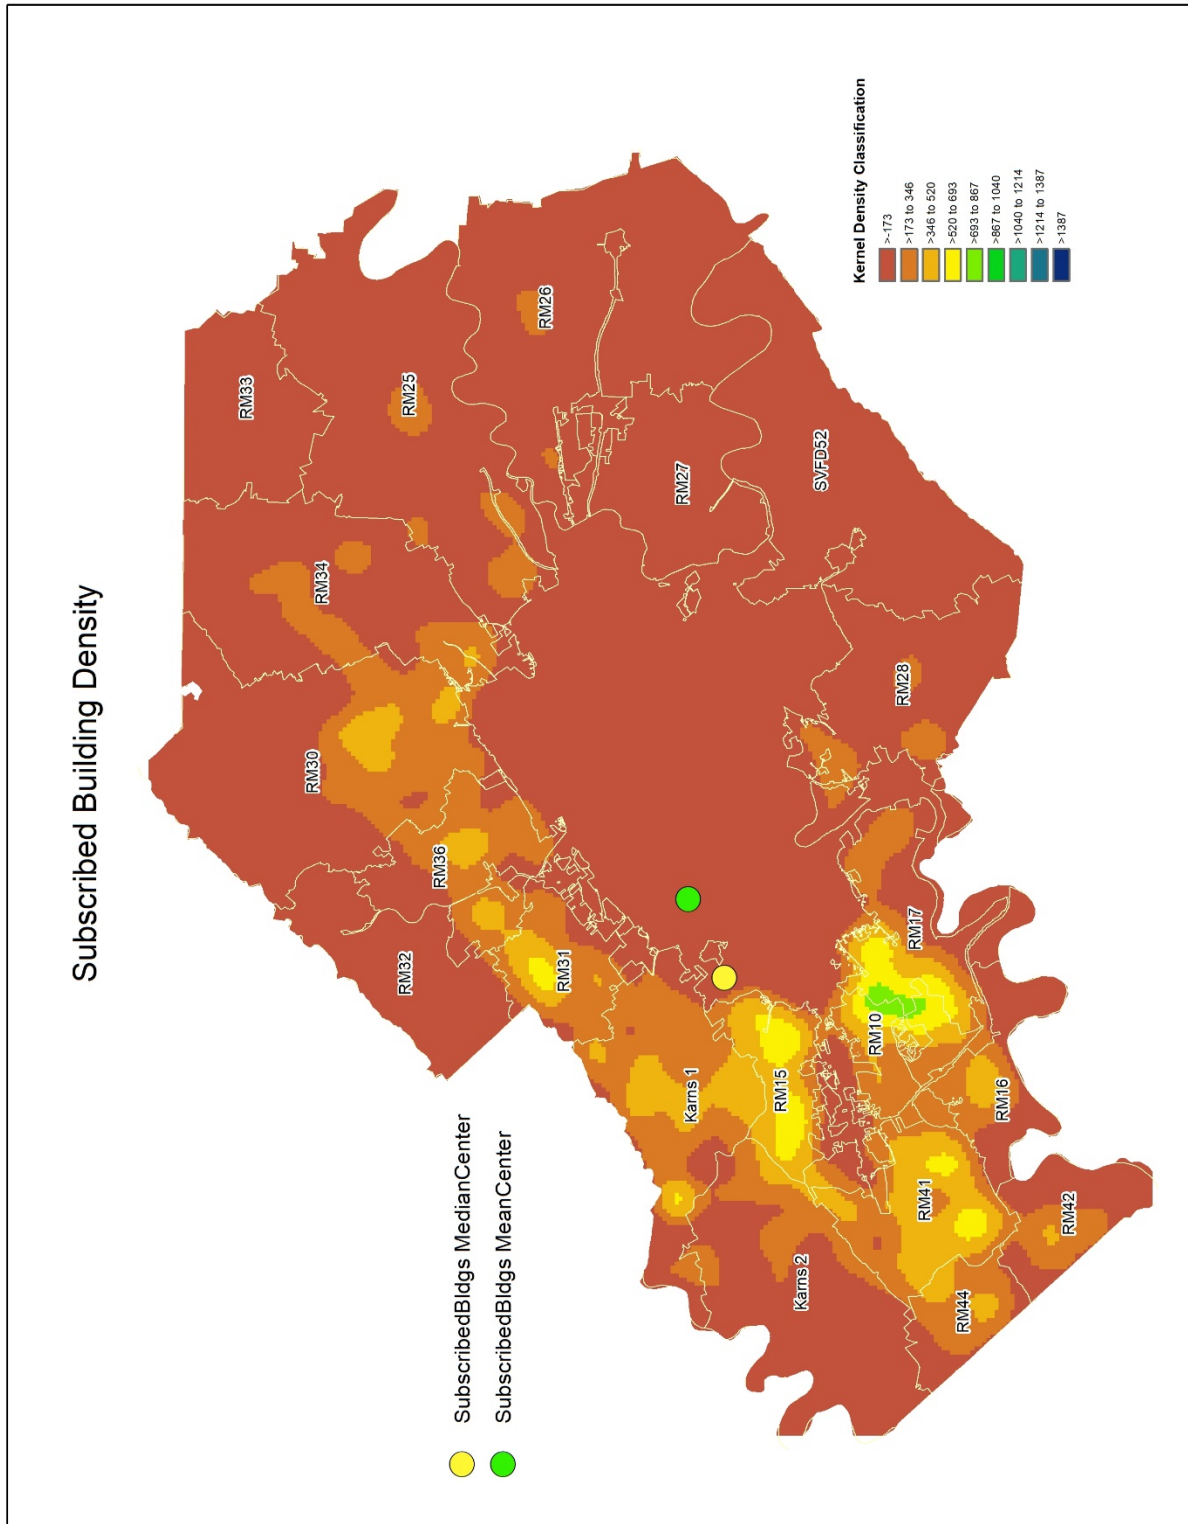 Subscribed Building Density
SubscribedBldgs MedianCenter
SubscribedBldgs MeanCenter
RM33
RM25
RM26
RM34
RM30
RM27
SVFD52
RM36
RM32
RM31
RM28
RM17
RM10
Karns 1
RM15
RM16
RM41
RM42
Karns 2
RM44
Kernel Density Classification
>-173
>173 to 346
>346 to 520
>520 to 693
>693 to 867
>867 to 1040
>1040 to 1214
>1214 to 1387
>1387